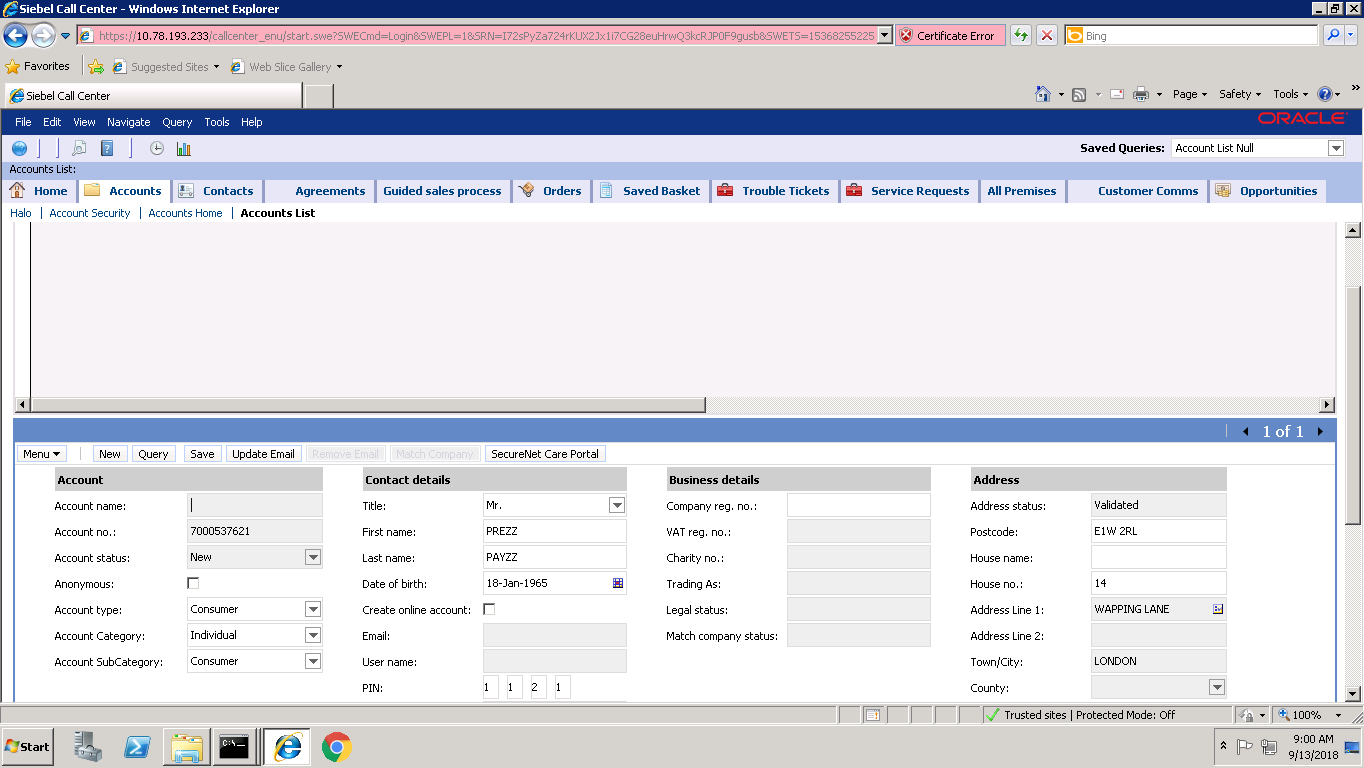 Siebel Call Center - Windows Internet Explorer
https://10.78.193.233/callcenter_enu/start.swe?SWECmd=Login&SWEPL=1&SRN=I72sPyZa724rKUX2Jx1i7CG28euHrwQ3kcRJP0F9gusb&SWETS=15368255225 Certificate Error Bing
Favorites Suggested Sites Web Slice Gallery
Siebel Call Center Page Safety Tools
File Edit View Navigate Query Tools Help ORACLE
Saved Queries: Account List Null
Accounts List:
Home Accounts Contacts Agreements Guided sales process Orders Saved Basket Trouble Tickets Service Requests All Premises Customer Comms Opportunities
Halo Account Security Accounts Home Accounts List
1 of 1
Menu New Query Save Update Email Remove Email Match Company SecureNet Care Portal
Account Contact details Business details Address
Account name: Title: Mr. Company reg. no.: Address status: Validated
Account no.: 7000537621 First name: PREZZ VAT reg. no.: Postcode: E1W 2RL
Account status: New Last name: PAYZZ Charity no.: House name:
Anonymous: Date of birth: 18-Jan-1965 Trading As: House no.: 14
Account type: Consumer Create online account: Legal status: Address Line 1: WAPPING LANE
Account Category: Individual Email: Match company status: Address Line 2:
Account SubCategory: Consumer User name: Town/City: LONDON
PIN: 1 1 2 1 County:
Trusted sites | Protected Mode: Off 100%
Start 9:00 AM
9/13/2018